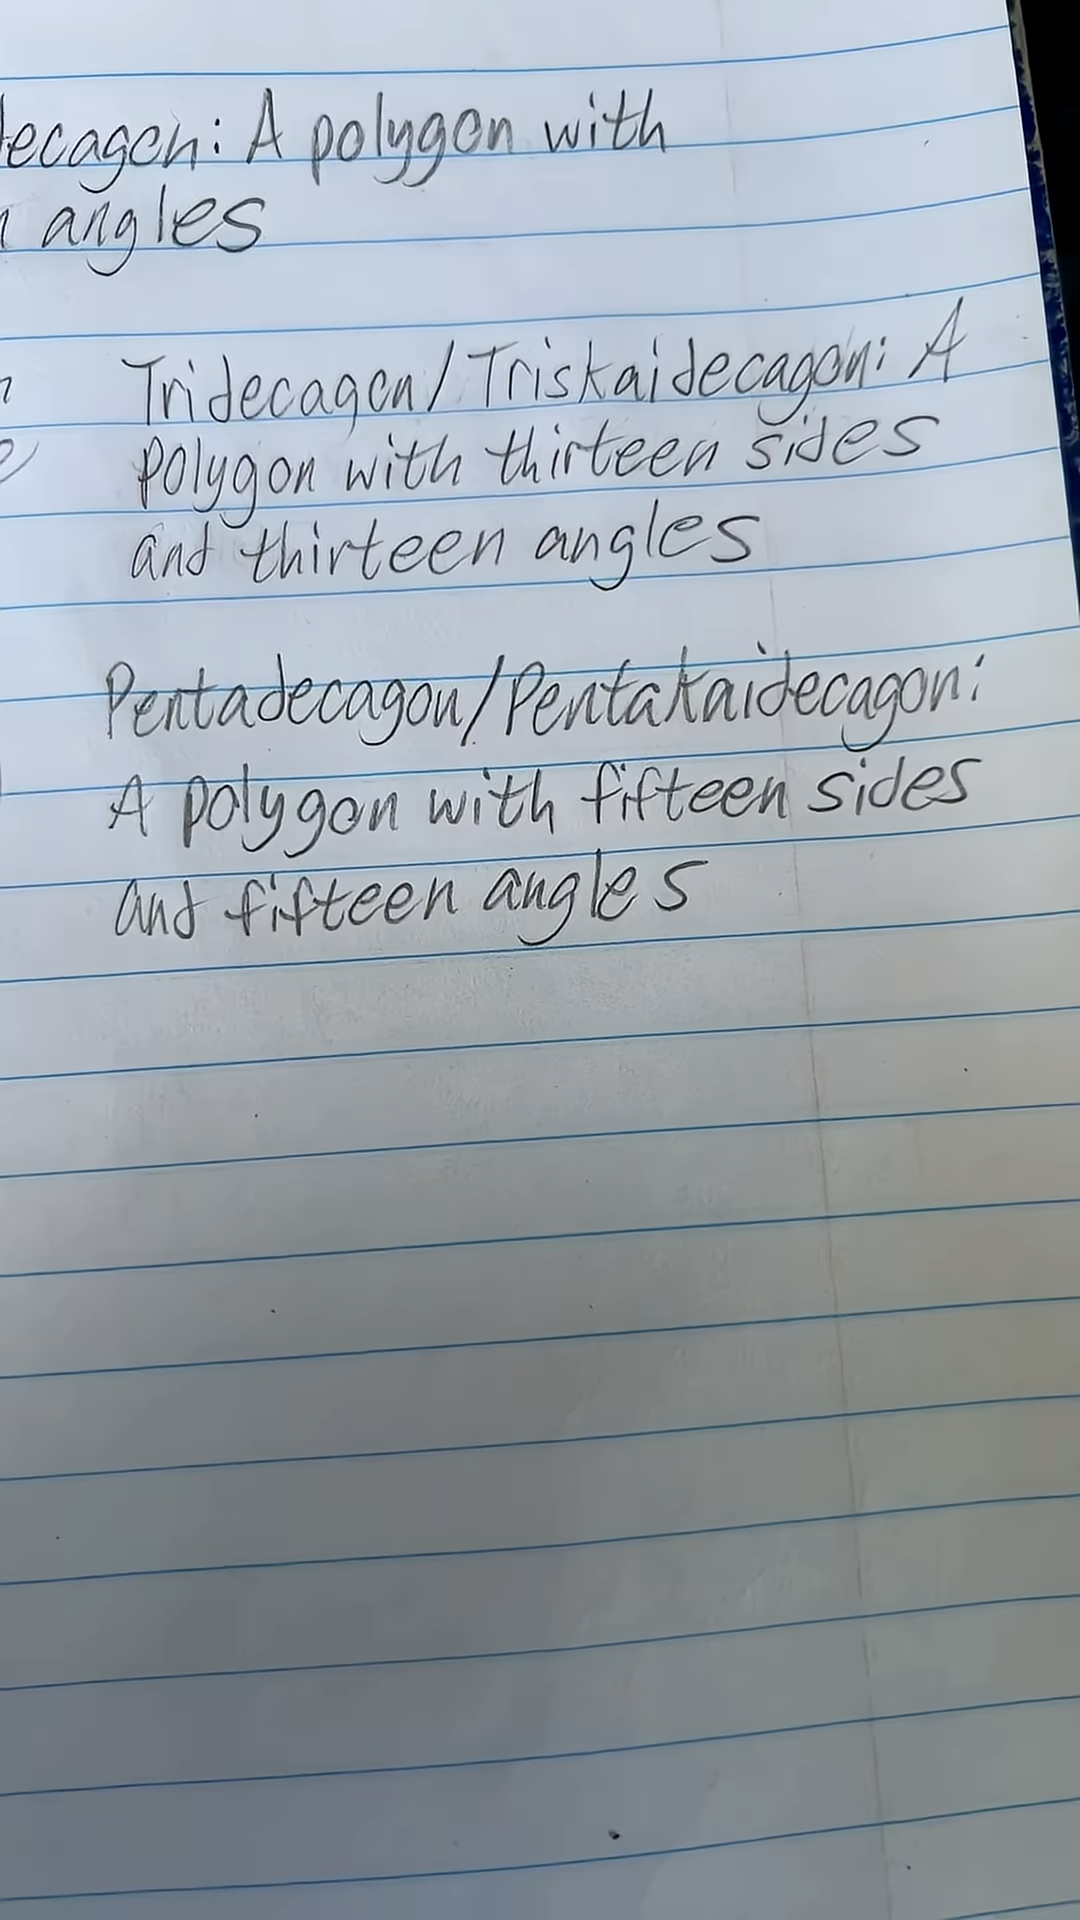 decagon: A polygon with
angles
Tridecagon/Triskaidecagon: A
polygon with thirteen sides
and thirteen angles
Pentadecagon/Pentakaidecagon:
A polygon with fifteen sides
and fifteen angles